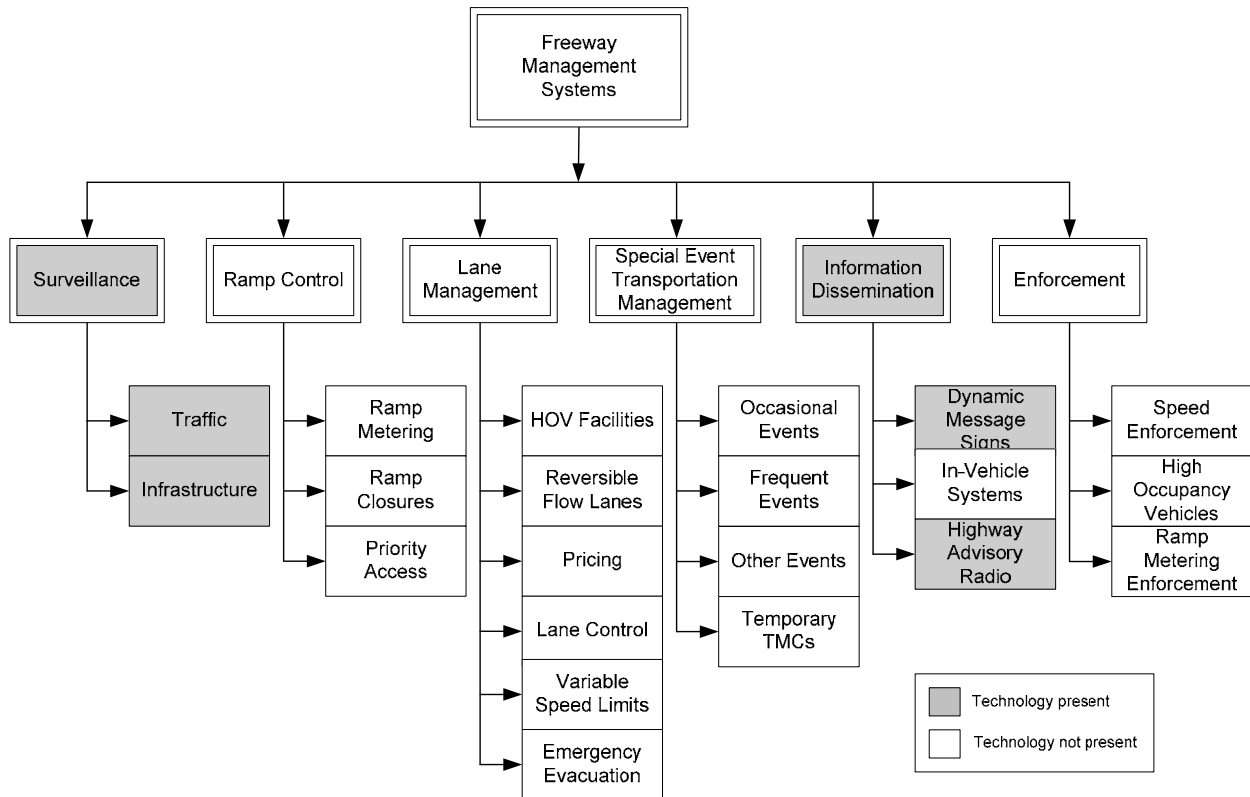 Freeway
Management
Systems
Surveillance
Ramp Control
Lane
Management
Special Event
Transportation
Management
Information
Dissemination
Enforcement
Traffic
Infrastructure
Ramp
Metering
Ramp
Closures
Priority
Access
HOV Facilities
Reversible
Flow Lanes
Pricing
Lane Control
Variable
Speed Limits
Emergency
Evacuation
Occasional
Events
Frequent
Events
Other Events
Temporary
TMCs
Dynamic
Message
Signs
In-Vehicle
Systems
Highway
Advisory
Radio
Speed
Enforcement
High
Occupancy
Vehicles
Ramp
Metering
Enforcement
Technology present
Technology not present